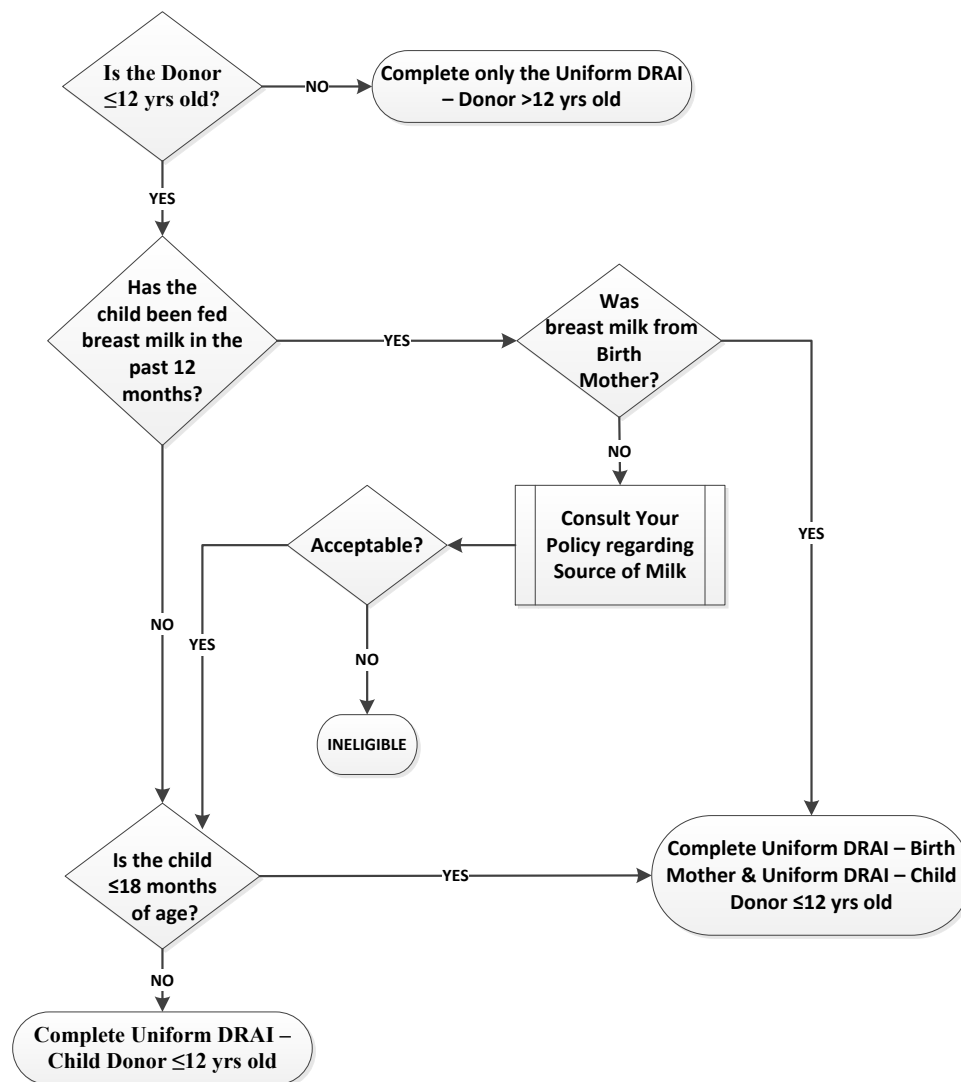 Is the Donor
≤12 yrs old?
NO
Complete only the Uniform DRAI
– Donor >12 yrs old
YES
Has the
child been fed
breast milk in the
past 12
months?
YES
Was
breast milk from
Birth
Mother?
NO
YES
Consult Your
Policy regarding
Source of Milk
Acceptable?
YES
NO
INELIGIBLE
NO
Is the child
≤18 months
of age?
YES
Complete Uniform DRAI – Birth
Mother & Uniform DRAI – Child
Donor ≤12 yrs old
NO
Complete Uniform DRAI –
Child Donor ≤12 yrs old